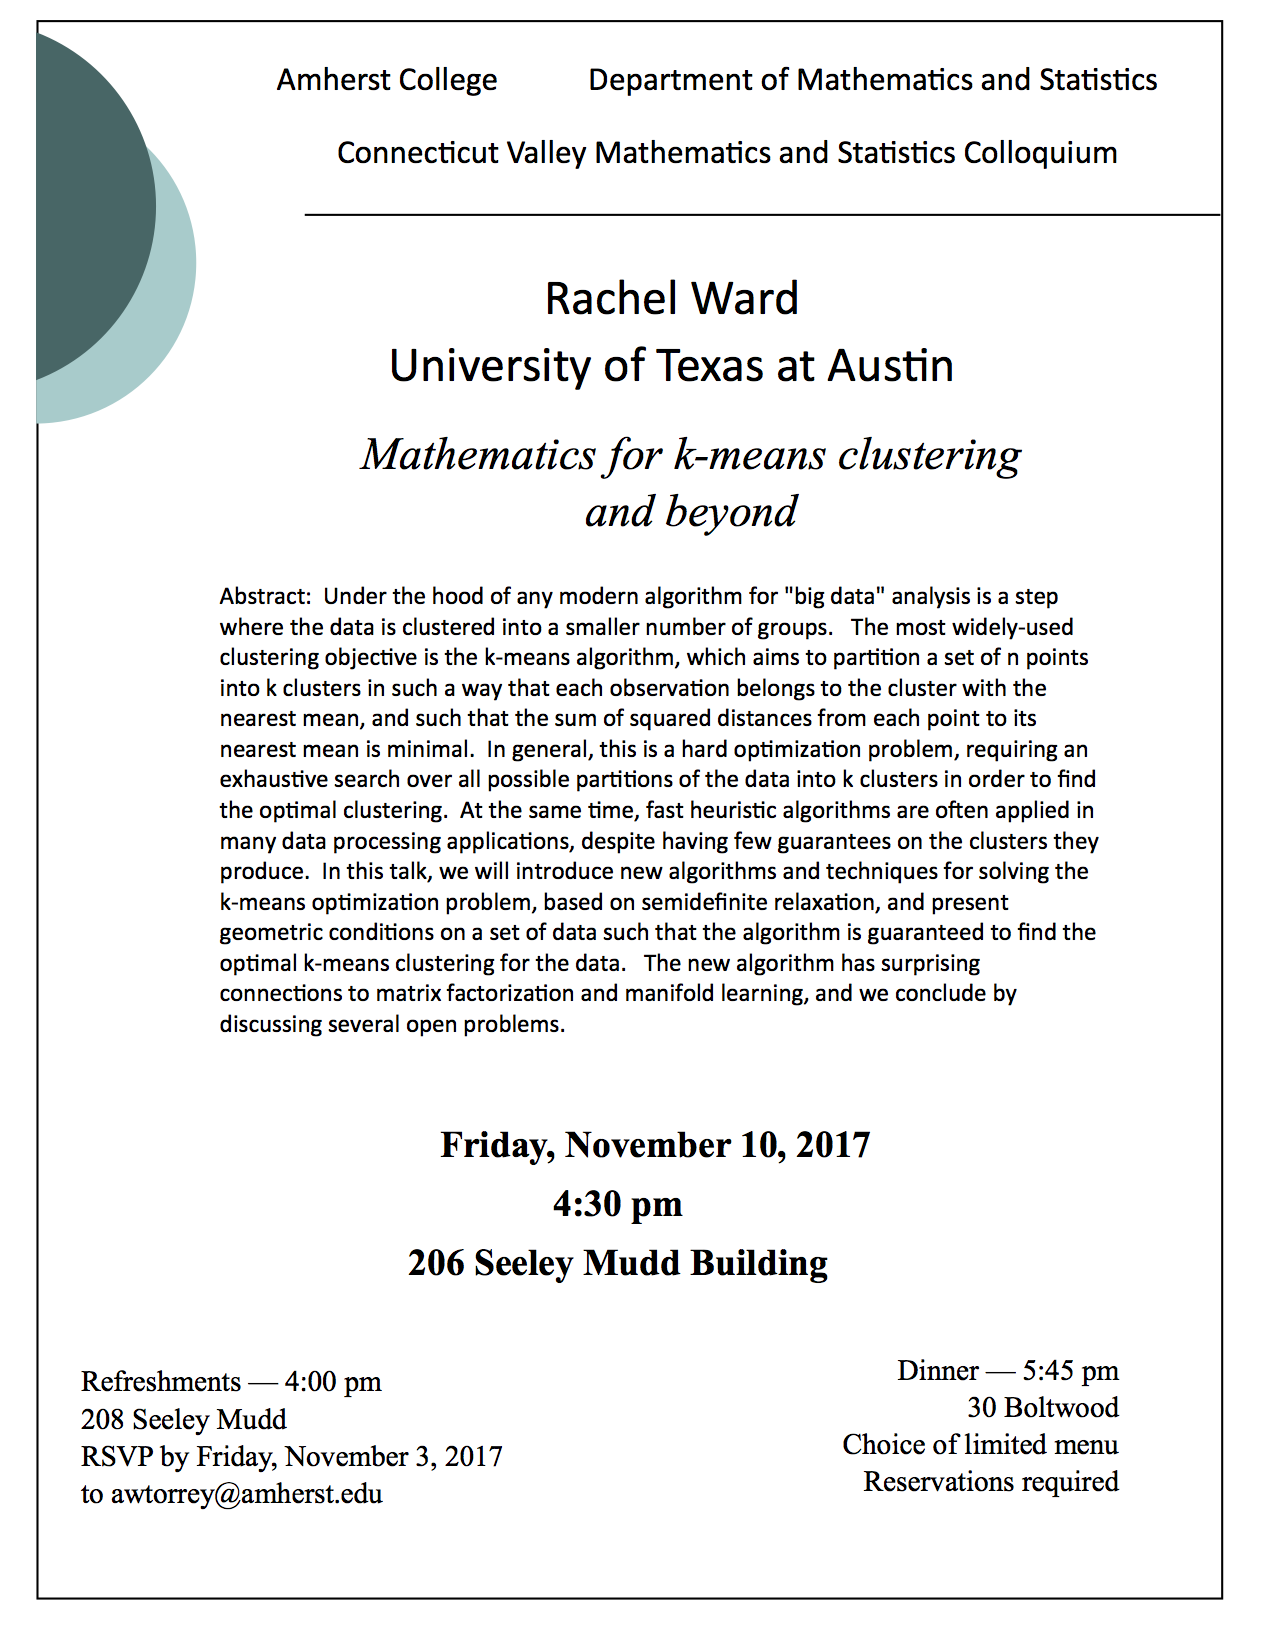 Amherst College Department of Mathematics and Statistics
Connecticut Valley Mathematics and Statistics Colloquium
Rachel Ward
University of Texas at Austin
Mathematics for k-means clustering
and beyond
Abstract:  Under the hood of any modern algorithm for "big data" analysis is a step
where the data is clustered into a smaller number of groups.   The most widely-used
clustering objective is the k-means algorithm, which aims to partition a set of n points
into k clusters in such a way that each observation belongs to the cluster with the
nearest mean, and such that the sum of squared distances from each point to its
nearest mean is minimal.  In general, this is a hard optimization problem, requiring an
exhaustive search over all possible partitions of the data into k clusters in order to find
the optimal clustering.  At the same time, fast heuristic algorithms are often applied in
many data processing applications, despite having few guarantees on the clusters they
produce.  In this talk, we will introduce new algorithms and techniques for solving the
k-means optimization problem, based on semidefinite relaxation, and present
geometric conditions on a set of data such that the algorithm is guaranteed to find the
optimal k-means clustering for the data.   The new algorithm has surprising
connections to matrix factorization and manifold learning, and we conclude by
discussing several open problems.
Friday, November 10, 2017
4:30 pm
206 Seeley Mudd Building
Refreshments — 4:00 pm
208 Seeley Mudd
RSVP by Friday, November 3, 2017
to awtorrey@amherst.edu
Dinner — 5:45 pm
30 Boltwood
Choice of limited menu
Reservations required